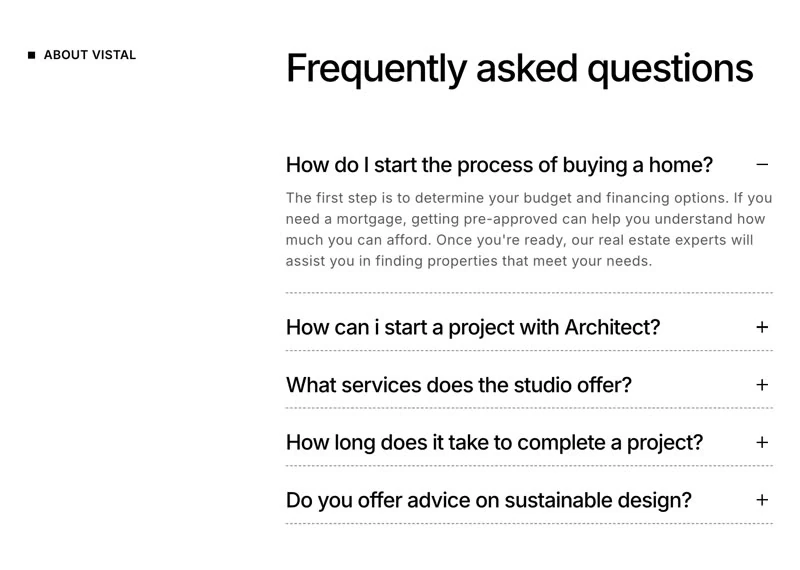 ABOUT VISTAL
Frequently asked questions
How do I start the process of buying a home?
The first step is to determine your budget and financing options. If you
need a mortgage, getting pre-approved can help you understand how
much you can afford. Once you're ready, our real estate experts will
assist you in finding properties that meet your needs.
How can i start a project with Architect?
What services does the studio offer?
How long does it take to complete a project?
Do you offer advice on sustainable design?